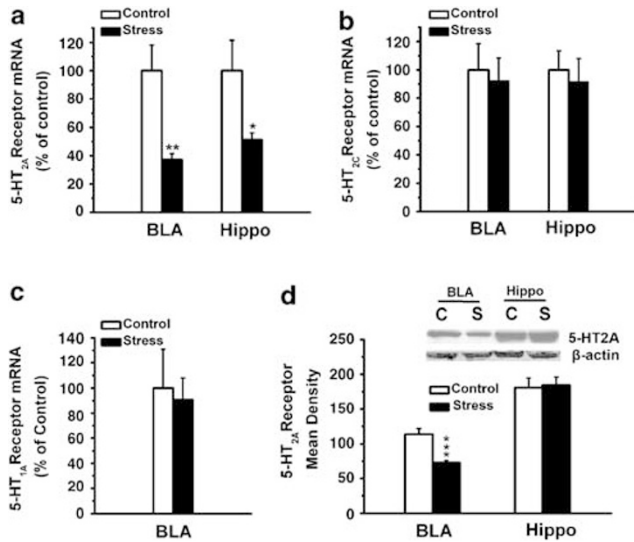 a
Control
Stress
5-HT2A Receptor mRNA
(% of control)
120
100
80
60
40
20
0
**
*
BLA
Hippo
b
Control
Stress
5-HT2C Receptor mRNA
(% of control)
120
100
80
60
40
20
0
BLA
Hippo
c
Control
Stress
5-HT1A Receptor mRNA
(% of Control)
140
120
100
80
60
40
20
0
BLA
d
BLA
Hippo
C S C S
5-HT2A
β-actin
Control
Stress
5-HT2A Receptor
Mean Density
250
200
150
100
50
0
***
BLA
Hippo